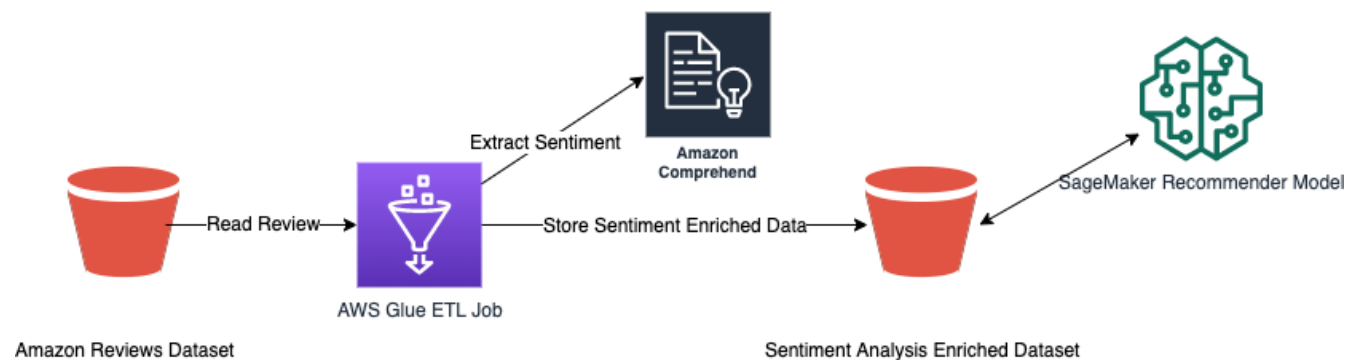 Extract Sentiment
Amazon
Comprehend
SageMaker Recommender Model
Read Review
Store Sentiment Enriched Data
AWS Glue ETL Job
Amazon Reviews Dataset
Sentiment Analysis Enriched Dataset